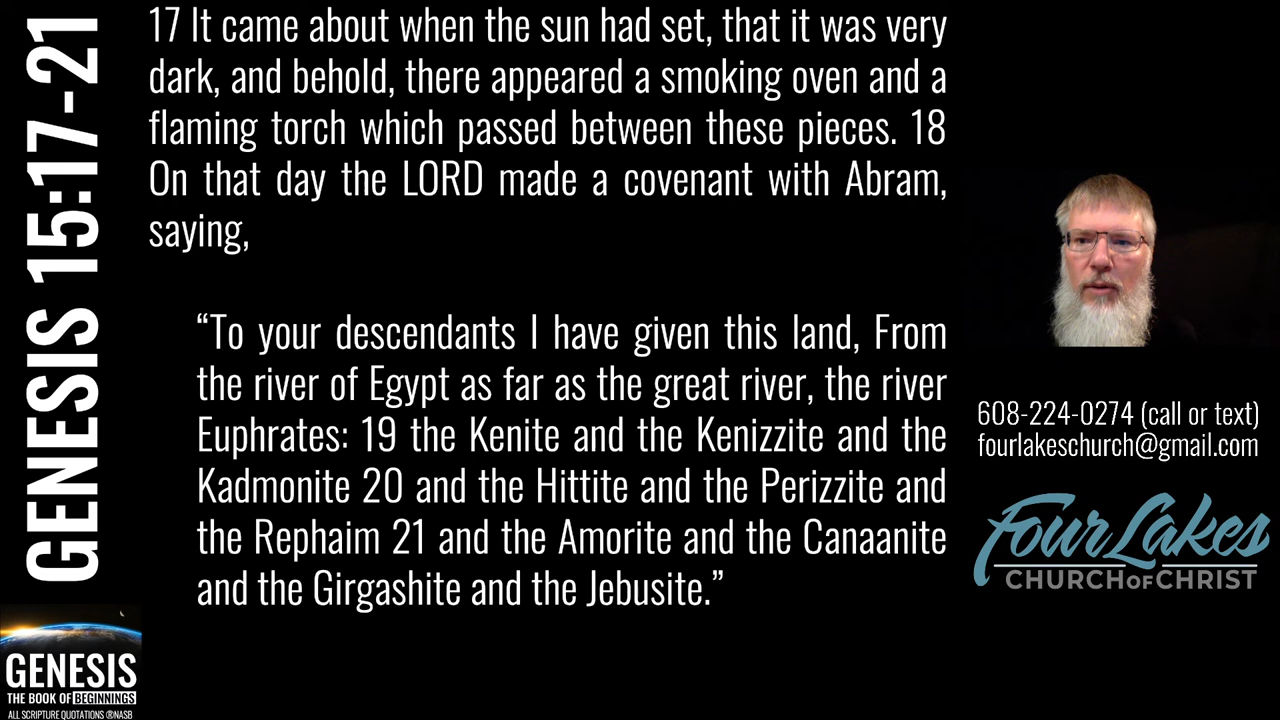 GENESIS 15:17-21
17 It came about when the sun had set, that it was very
dark, and behold, there appeared a smoking oven and a
flaming torch which passed between these pieces. 18
On that day the LORD made a covenant with Abram,
saying,
“To your descendants I have given this land, From
the river of Egypt as far as the great river, the river
Euphrates: 19 the Kenite and the Kenizzite and the
Kadmonite 20 and the Hittite and the Perizzite and
the Rephaim 21 and the Amorite and the Canaanite
and the Girgashite and the Jebusite.”
608-224-0274 (call or text)
fourlakeschurch@gmail.com
Four Lakes
CHURCH OF CHRIST
GENESIS
THE BOOK OF BEGINNINGS
ALL SCRIPTURE QUOTATIONS ®NASB